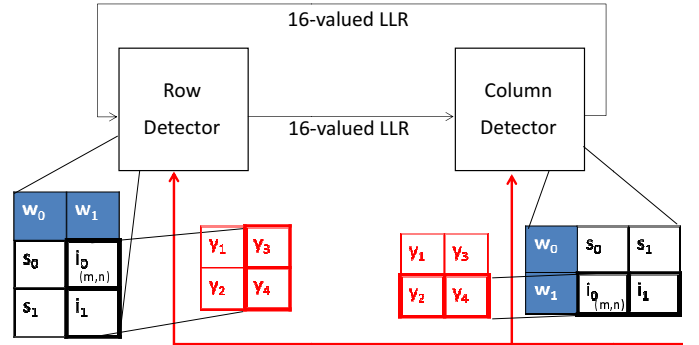 16-valued LLR
Row
Detector
16-valued LLR
Column
Detector
w₀ w₁
s₀ i₀ (m,n)
s₁ i₁
y₁ y₃
y₂ y₄
y₁ y₃
y₂ y₄
w₀ s₀ s₁
w₁ i₀ (m,n) i₁